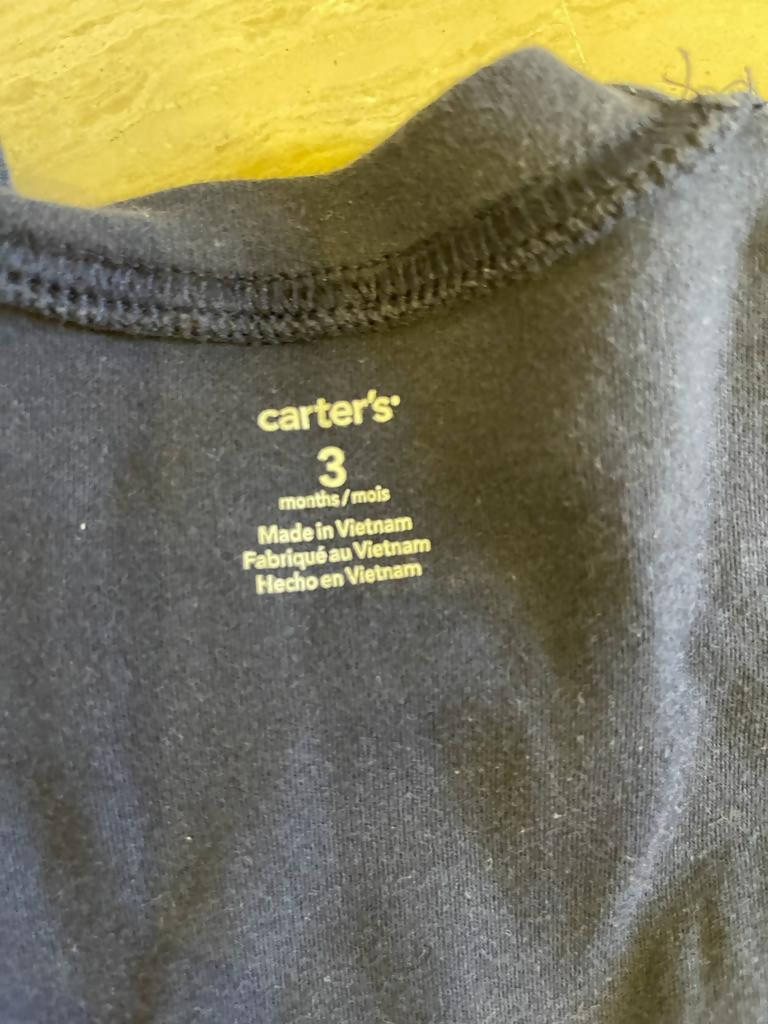 carter's®
3
months/mois
Made in Vietnam
Fabriqué au Vietnam
Hecho en Vietnam